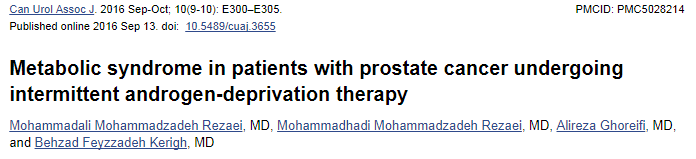 Can Urol Assoc J. 2016 Sep-Oct; 10(9-10): E300–E305. PMCID: PMC5028214
Published online 2016 Sep 13. doi: 10.5489/cuaj.3655
Metabolic syndrome in patients with prostate cancer undergoing
intermittent androgen-deprivation therapy
Mohammadali Mohammadzadeh Rezaei, MD, Mohammadhadi Mohammadzadeh Rezaei, MD, Alireza Ghoreifi, MD,
and Behzad Feyzzadeh Kerigh, MD